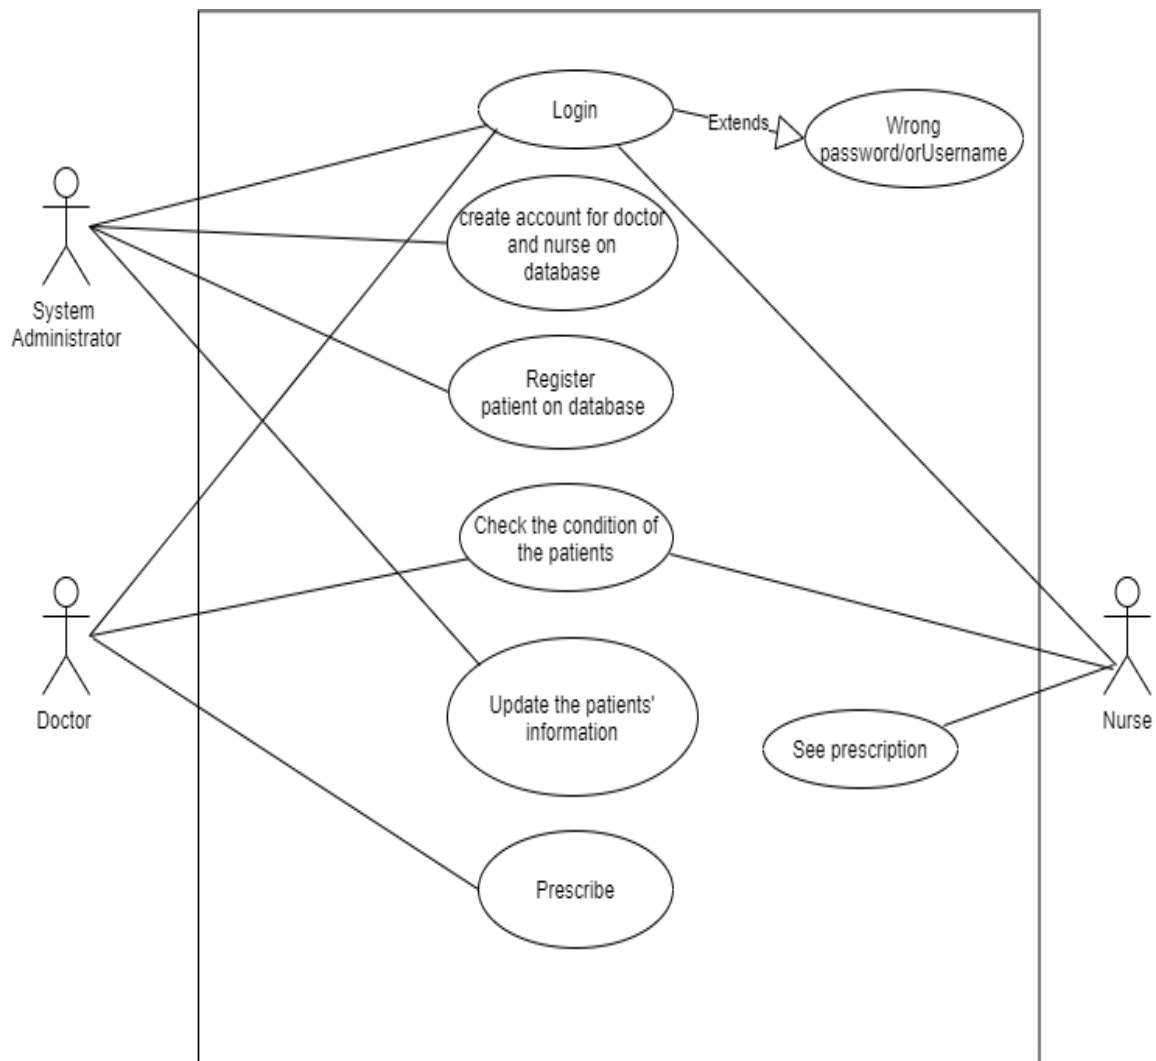 Login
Extends
Wrong
password/orUsername
create account for doctor
and nurse on
database
System
Administrator
Register
patient on database
Check the condition of
the patients
Doctor
Update the patients'
information
Nurse
See prescription
Prescribe